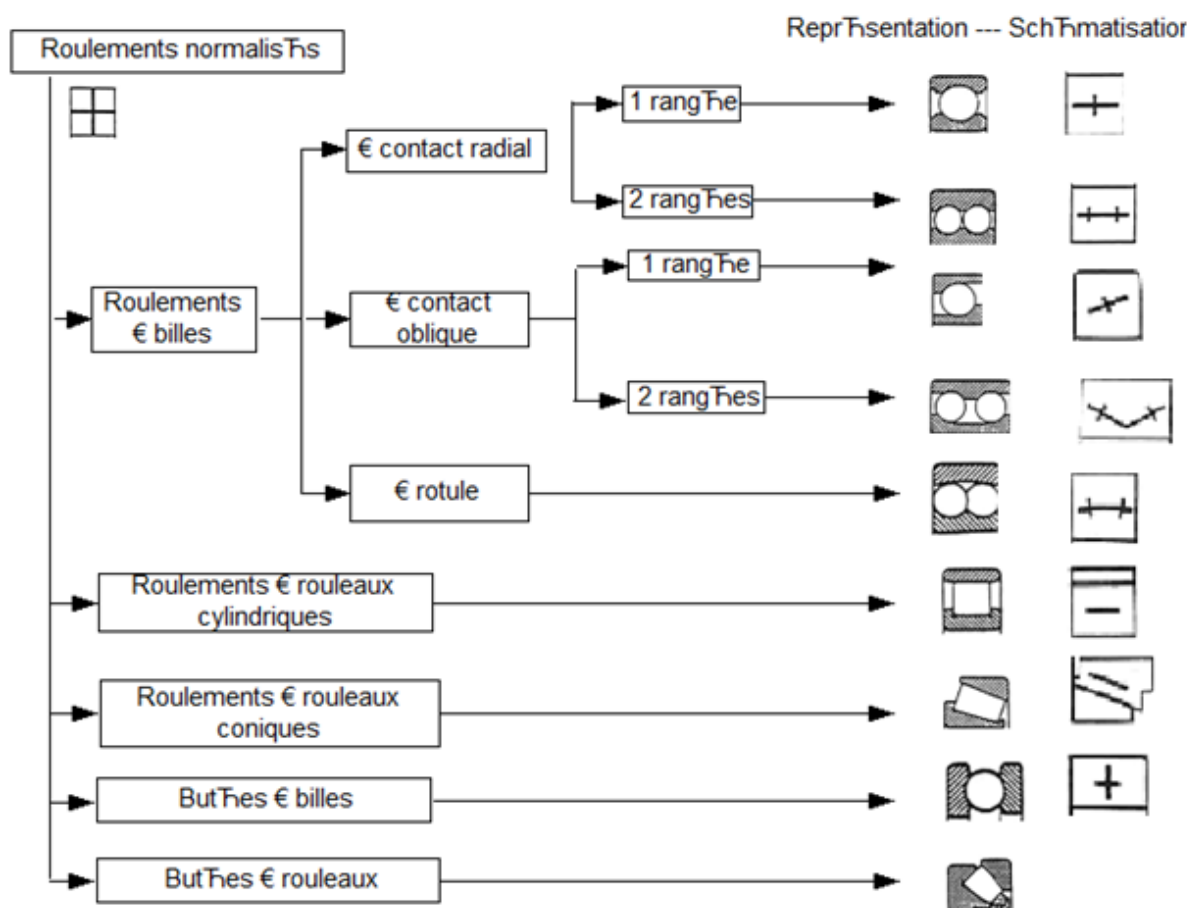 Reprћsentation --- Schћmatisation
Roulements normalisћs
1 rangћe
€ contact radial
2 rangћes
1 rangћe
Roulements
€ billes
€ contact
oblique
2 rangћes
€ rotule
Roulements € rouleaux
cylindriques
Roulements € rouleaux
coniques
Butћes € billes
Butћes € rouleaux